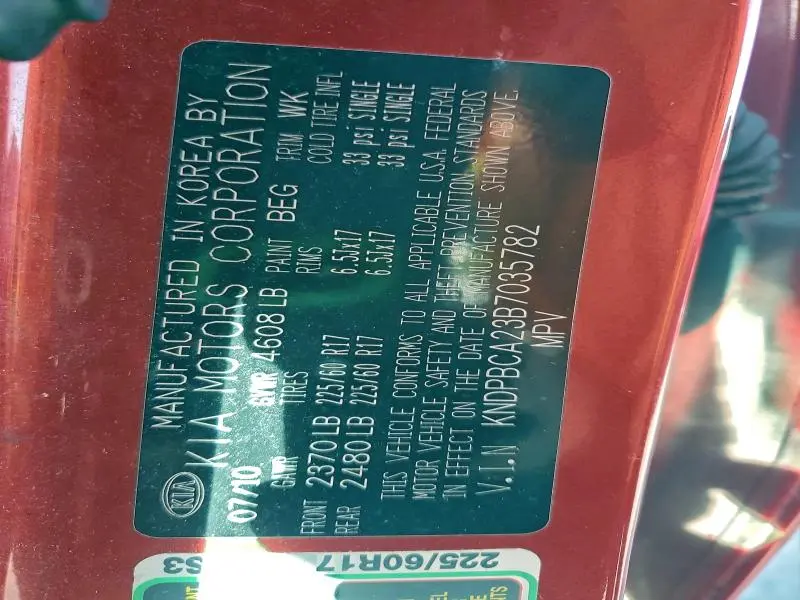 KIA
MANUFACTURED IN KOREA BY
KIA MOTORS CORPORATION
07/10 GVWR 4608 LB PAINT BEG TRIM WK
GAWR TIRES RIMS COLD TIRE INFL
FRONT 2370 LB 225/60 R17 6.5Jx17 33 psi SINGLE
REAR 2480 LB 225/60 R17 6.5Jx17 33 psi SINGLE
THIS VEHICLE CONFORMS TO ALL APPLICABLE U.S.A. FEDERAL
MOTOR VEHICLE SAFETY AND THEFT PREVENTION STANDARDS
IN EFFECT ON THE DATE OF MANUFACTURE SHOWN ABOVE.
V.I.N KNDPBCA23B7035782
MPV
225/60R17 S3